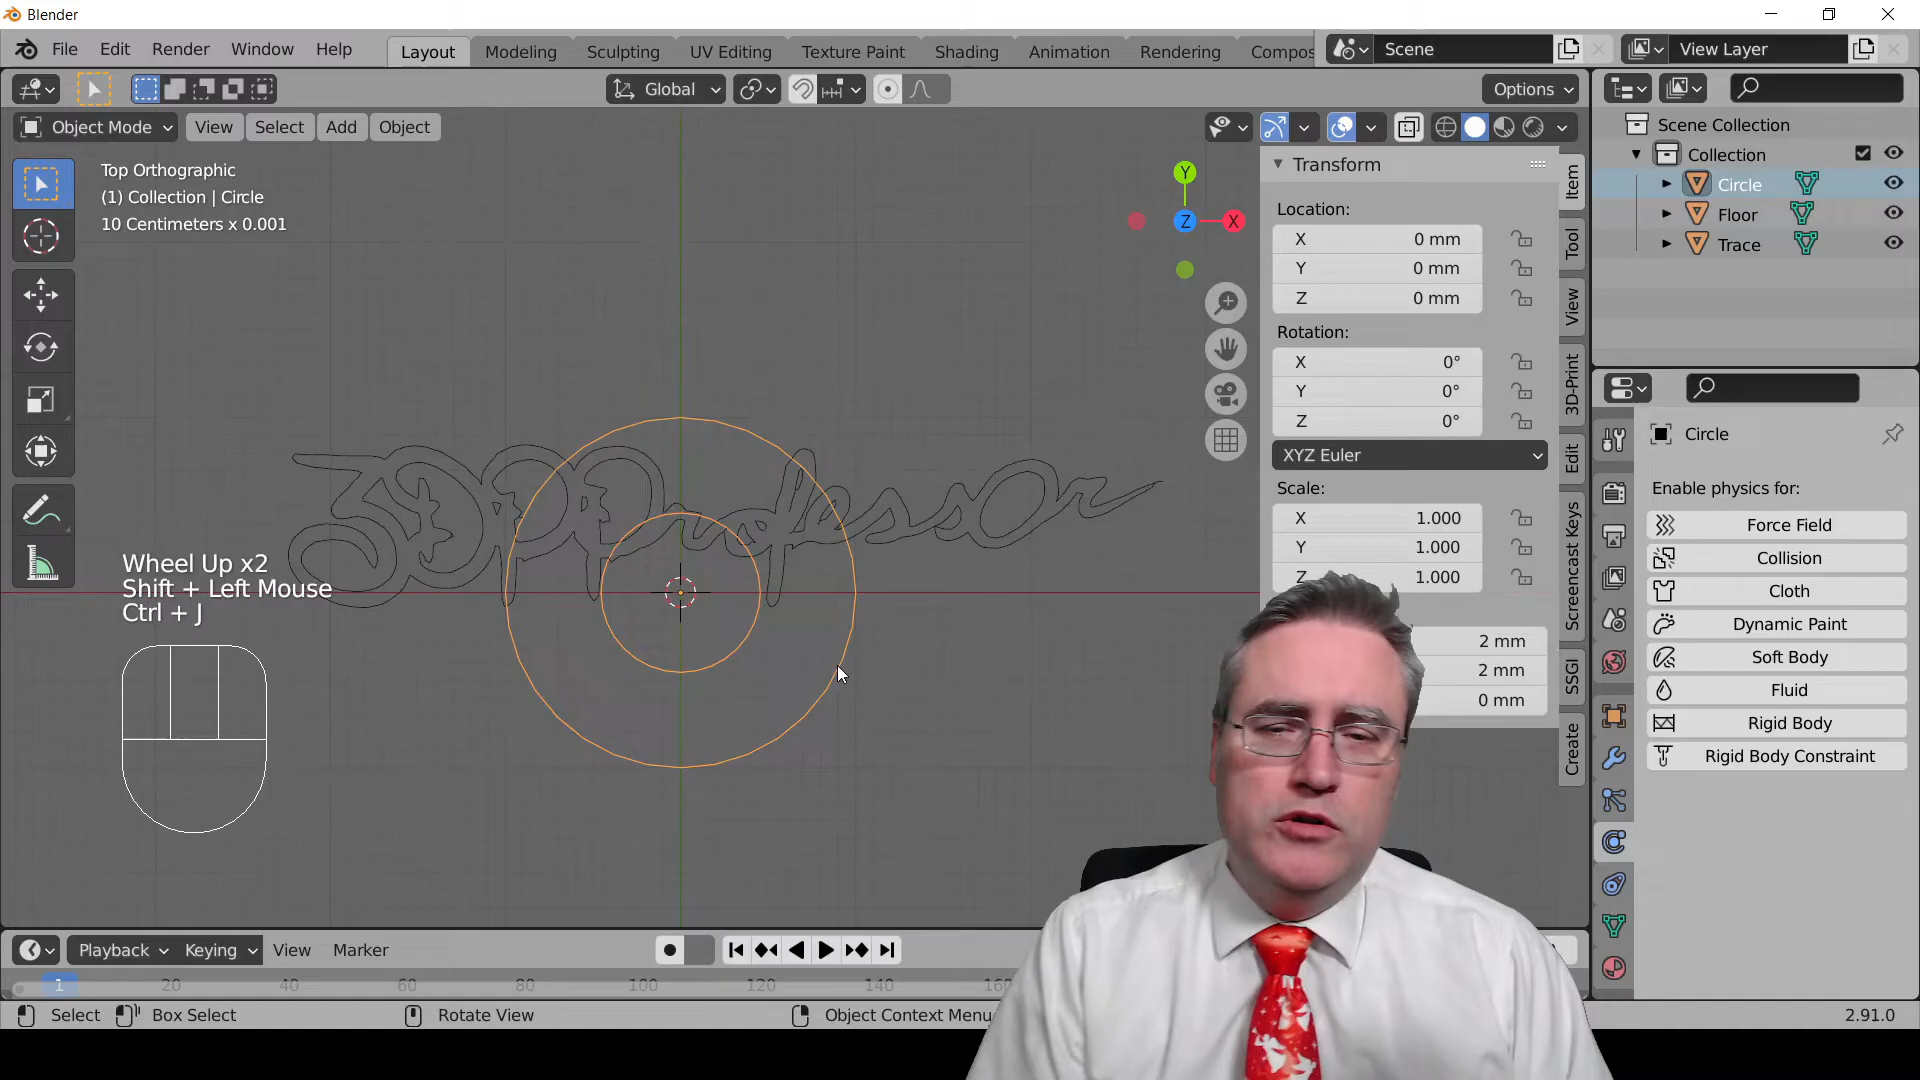 Blender
File Edit Render Window Help
Layout Modeling Sculpting UV Editing Texture Paint Shading Animation Rendering Compos
Scene
View Layer
Global
Options
Object Mode View Select Add Object
Top Orthographic
(1) Collection | Circle
10 Centimeters x 0.001
Y
X
Z
3DPProfessor
Wheel Up x2
Shift + Left Mouse
Ctrl + J
Transform
Location:
X 0 mm
Y 0 mm
Z 0 mm
Rotation:
X 0°
Y 0°
Z 0°
XYZ Euler
Scale:
X 1.000
Y 1.000
Z 1.000
2 mm
2 mm
0 mm
Item
Tool
View
3D-Print
Edit
Screencast Keys
SSGI
Create
Scene Collection
Collection
Circle
Floor
Trace
Circle
Enable physics for:
Force Field
Collision
Cloth
Dynamic Paint
Soft Body
Fluid
Rigid Body
Rigid Body Constraint
Playback Keying View Marker
1 20 40 60 80 100 120 140 160
Select Box Select Rotate View Object Context Menu 2.91.0